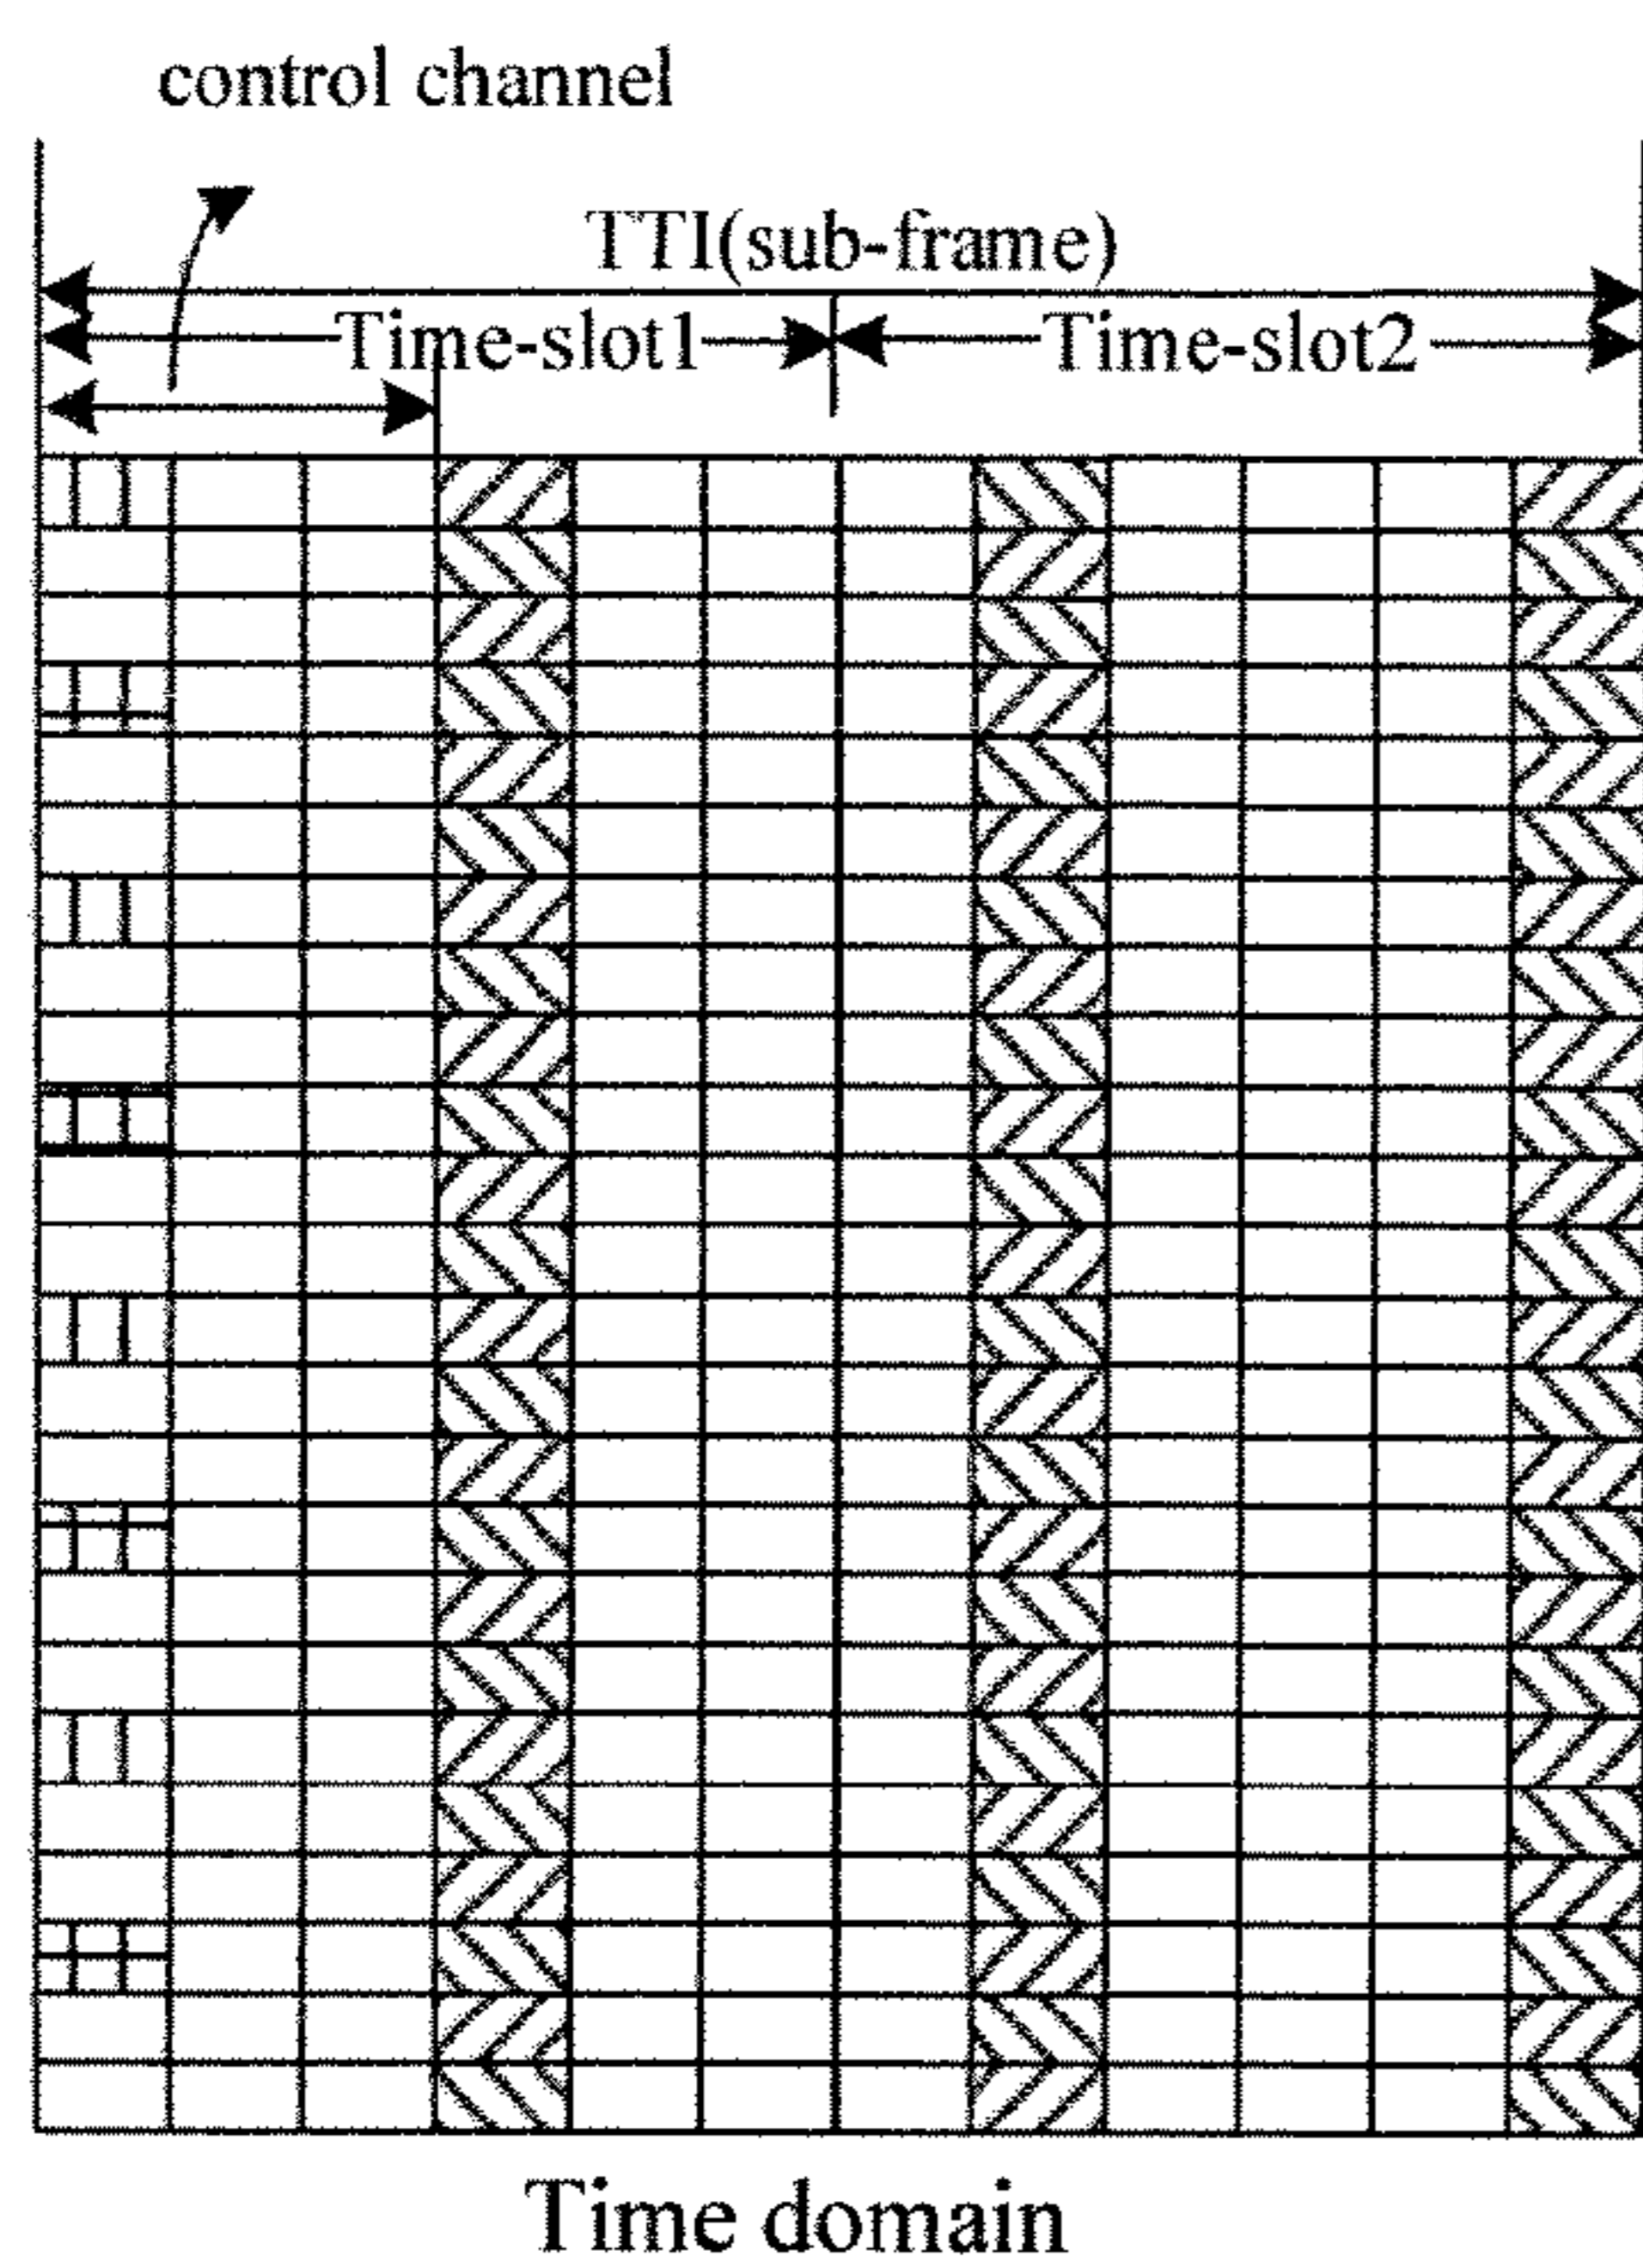 control channel
TTI(sub-frame)
Time-slot1
Time-slot2
Time domain